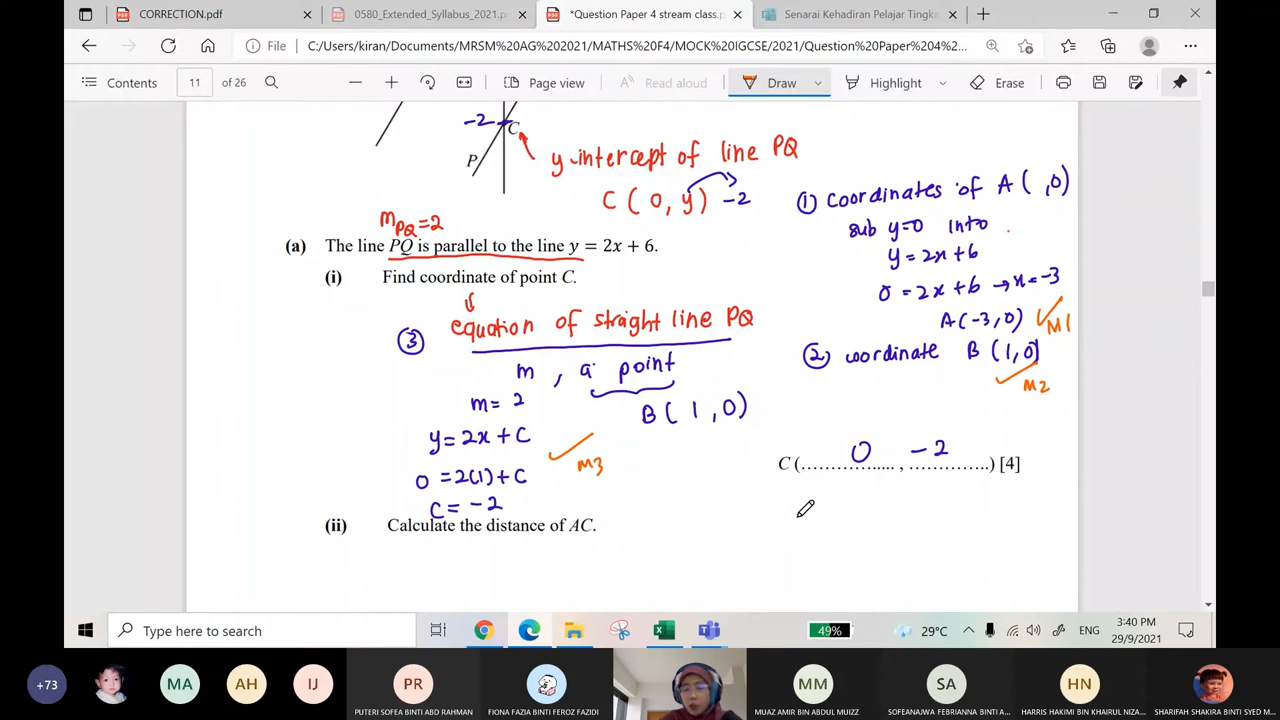 CORRECTION.pdf
0580_Extended_Syllabus_2021.p
*Question Paper 4 stream class.p
Senarai Kehadiran Pelajar Tingk
File C:/Users/kiran/Documents/MRSM%20AG%202021/MATHS%20F4/MOCK%20IGCSE/2021/Question%20Paper%204%2...
Contents 11 of 26 Page view Read aloud Draw Highlight Erase
-2 C
P
y-intercept of line PQ
C ( 0, y) -2
mPQ=2
(a) The line PQ is parallel to the line y = 2x + 6.
(i) Find coordinate of point C.
① Coordinates of A ( ,0)
sub y=0 into
y = 2x + 6
0 = 2x + 6 → x = -3
A(-3,0) M1
② coordinate B (1,0)
M2
③ equation of straight line PQ
m , a point
m = 2
B ( 1 , 0)
y = 2x + C
0 = 2(1) + C M3
C = -2
0 -2
C (................. , ..............) [4]
(ii) Calculate the distance of AC.
Type here to search
49% 29°C ENG
3:40 PM
29/9/2021
+73 MA AH IJ PR MM SA HN
PUTERI SOFEA BINTI ABD RAHMAN
FIONA FAZIA BINTI FEROZ FAZIDI
MUAZ AMIR BIN ABDUL MUIZZ
SOFEANAJWA FEBRIANNA BINTI A...
HARRIS HAKIMI BIN KHAIRUL NIZA...
SHARIFAH SHAKIRA BINTI SYED M...